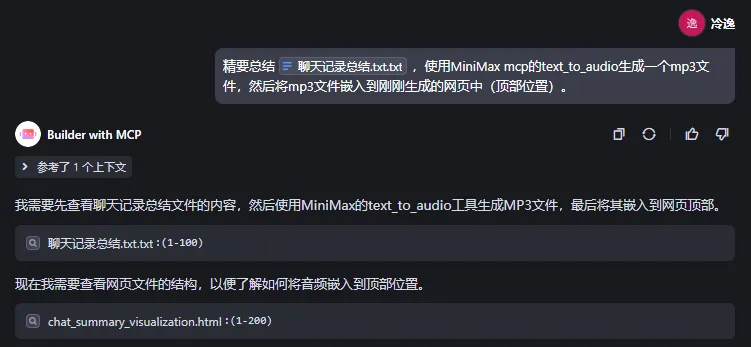 逸 冷逸
精要总结 聊天记录总结.txt.txt ，使用MiniMax mcp的text_to_audio生成一个mp3文
件，然后将mp3文件嵌入到刚刚生成的网页中（顶部位置）。
Builder with MCP
参考了 1 个上下文
我需要先查看聊天记录总结文件的内容，然后使用MiniMax的text_to_audio工具生成MP3文件，最后将其嵌入到网页顶部。
聊天记录总结.txt.txt :(1-100)
现在我需要查看网页文件的结构，以便了解如何将音频嵌入到顶部位置。
chat_summary_visualization.html :(1-200)